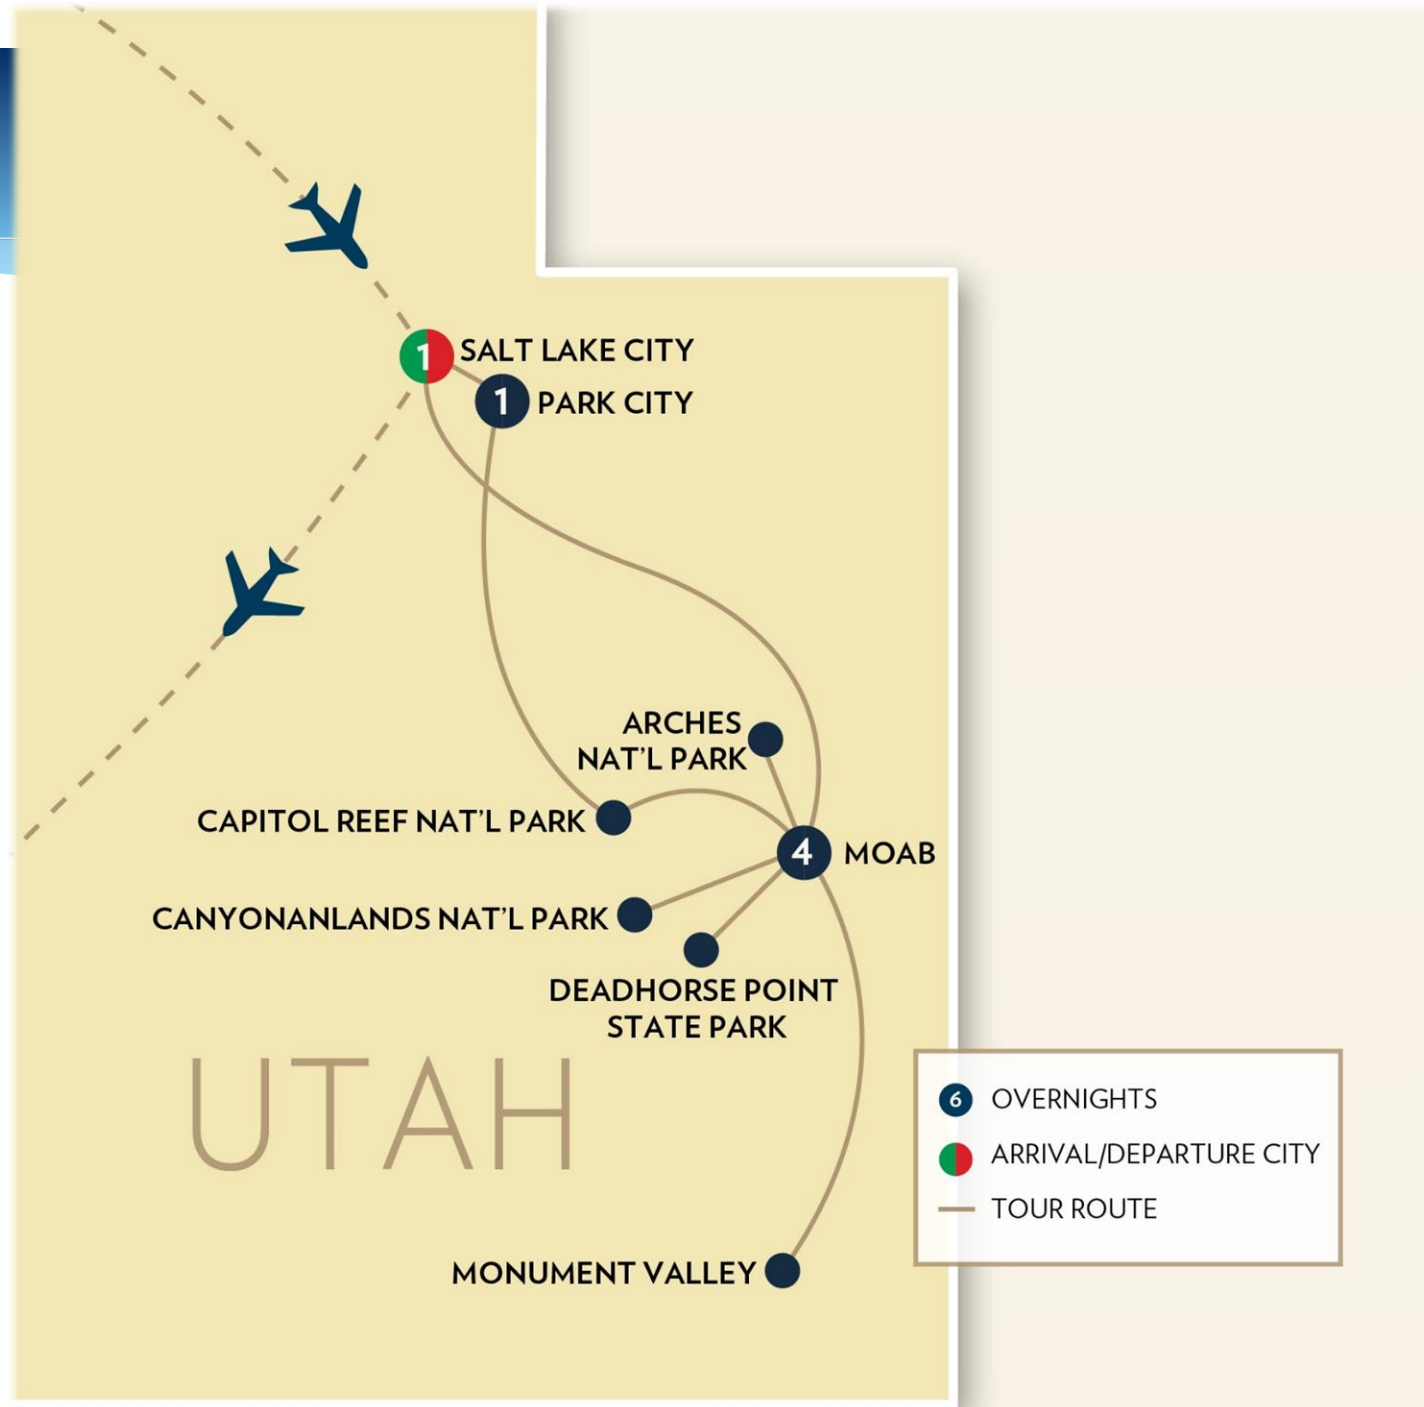 1 SALT LAKE CITY
1 PARK CITY
ARCHES
NAT'L PARK
CAPITOL REEF NAT'L PARK
4 MOAB
CANYONANLANDS NAT'L PARK
DEADHORSE POINT
STATE PARK
UTAH
6 OVERNIGHTS
ARRIVAL/DEPARTURE CITY
TOUR ROUTE
MONUMENT VALLEY